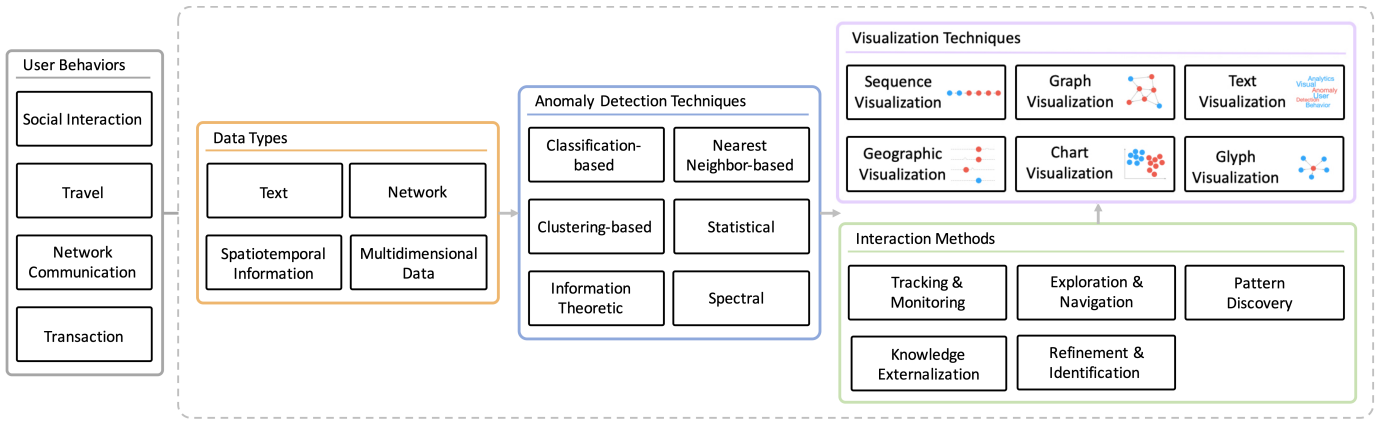 User Behaviors
Social Interaction
Travel
Network
Communication
Transaction
Data Types
Text
Network
Spatiotemporal
Information
Multidimensional
Data
Anomaly Detection Techniques
Classification-
based
Nearest
Neighbor-based
Clustering-based
Statistical
Information
Theoretic
Spectral
Visualization Techniques
Sequence
Visualization
Graph
Visualization
Text
Visualization
Analytics
Visual
Anomaly
User
Detection
Behavior
Geographic
Visualization
Chart
Visualization
Glyph
Visualization
Interaction Methods
Tracking &
Monitoring
Exploration &
Navigation
Pattern
Discovery
Knowledge
Externalization
Refinement &
Identification